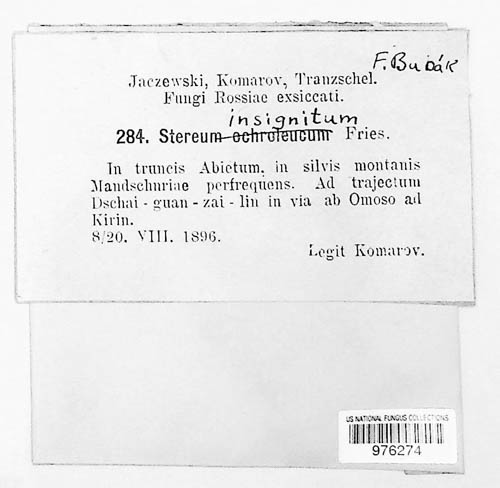 F. Bubák
Jaczewski, Komarov, Tranzschel.
Fungi Rossiae exsiccati.
insignitum
284. Stereum ochroleucum Fries.
In truncis Abietum, in silvis montanis
Mandschuriae perfrequens. Ad trajectum
Dschai-guan-zai-lin in via ab Omoso ad
Kirin.
8/20. VIII. 1896.
Legit Komarov.
US NATIONAL FUNGUS COLLECTIONS
976274